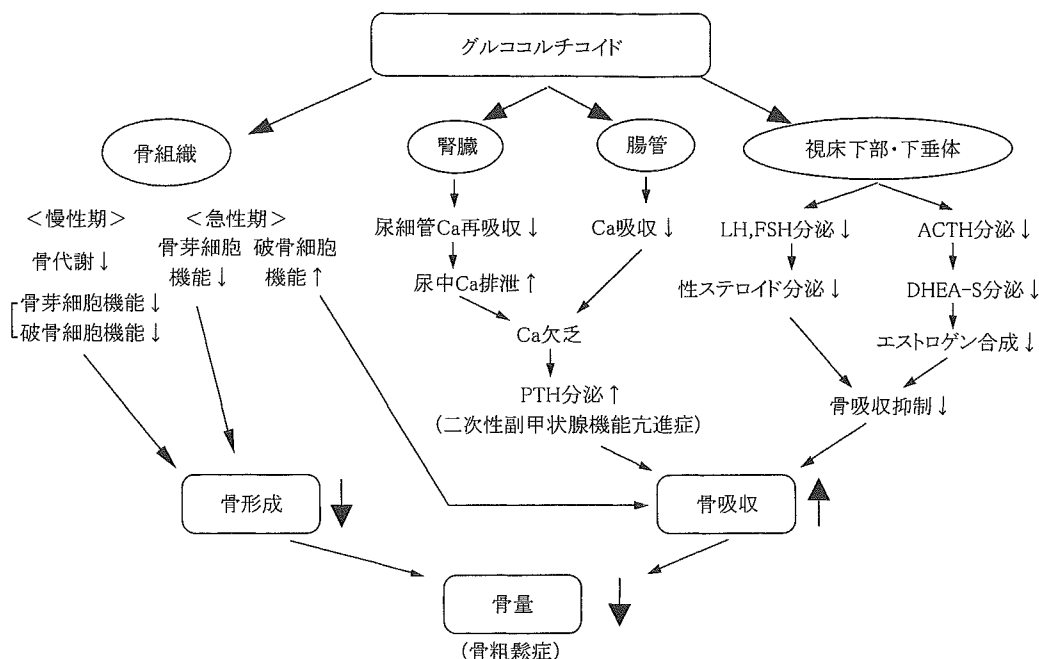 グルココルチコイド
骨組織
腎臓
腸管
視床下部・下垂体
<慢性期>
骨代謝↓
骨芽細胞機能↓
破骨細胞機能↓
<急性期>
骨芽細胞
機能↓
破骨細胞
機能↑
尿細管Ca再吸収↓
尿中Ca排泄↑
Ca吸収↓
Ca欠乏
PTH分泌↑
(二次性副甲状腺機能亢進症)
LH,FSH分泌↓
性ステロイド分泌↓
ACTH分泌↓
DHEA-S分泌↓
エストロゲン合成↓
骨吸収抑制↓
骨形成
骨吸収
骨量
(骨粗鬆症)